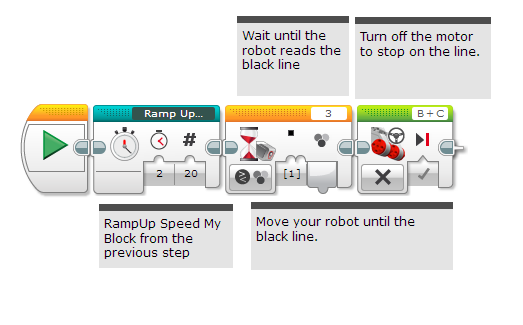 Wait until the
robot reads the
black line
Turn off the motor
to stop on the line.
Ramp Up...
3
B + C
#
2
20
[1]
RampUp Speed My
Block from the
previous step
Move your robot until the
black line.